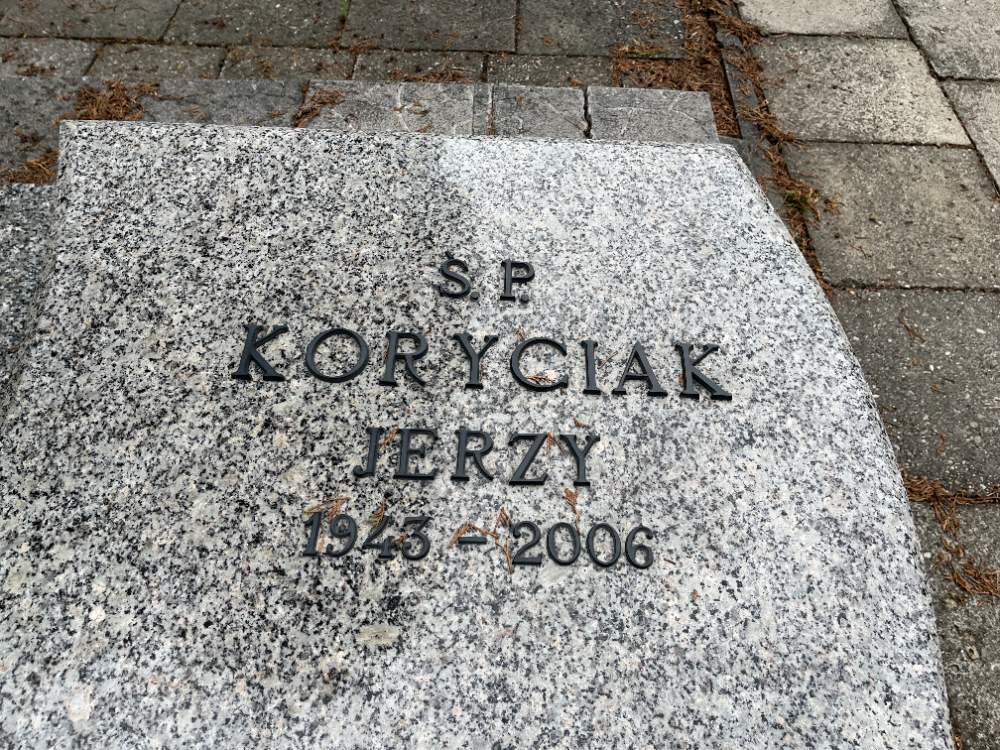 Ś. P.
KORYCIAK
JERZY
1943 - 2006